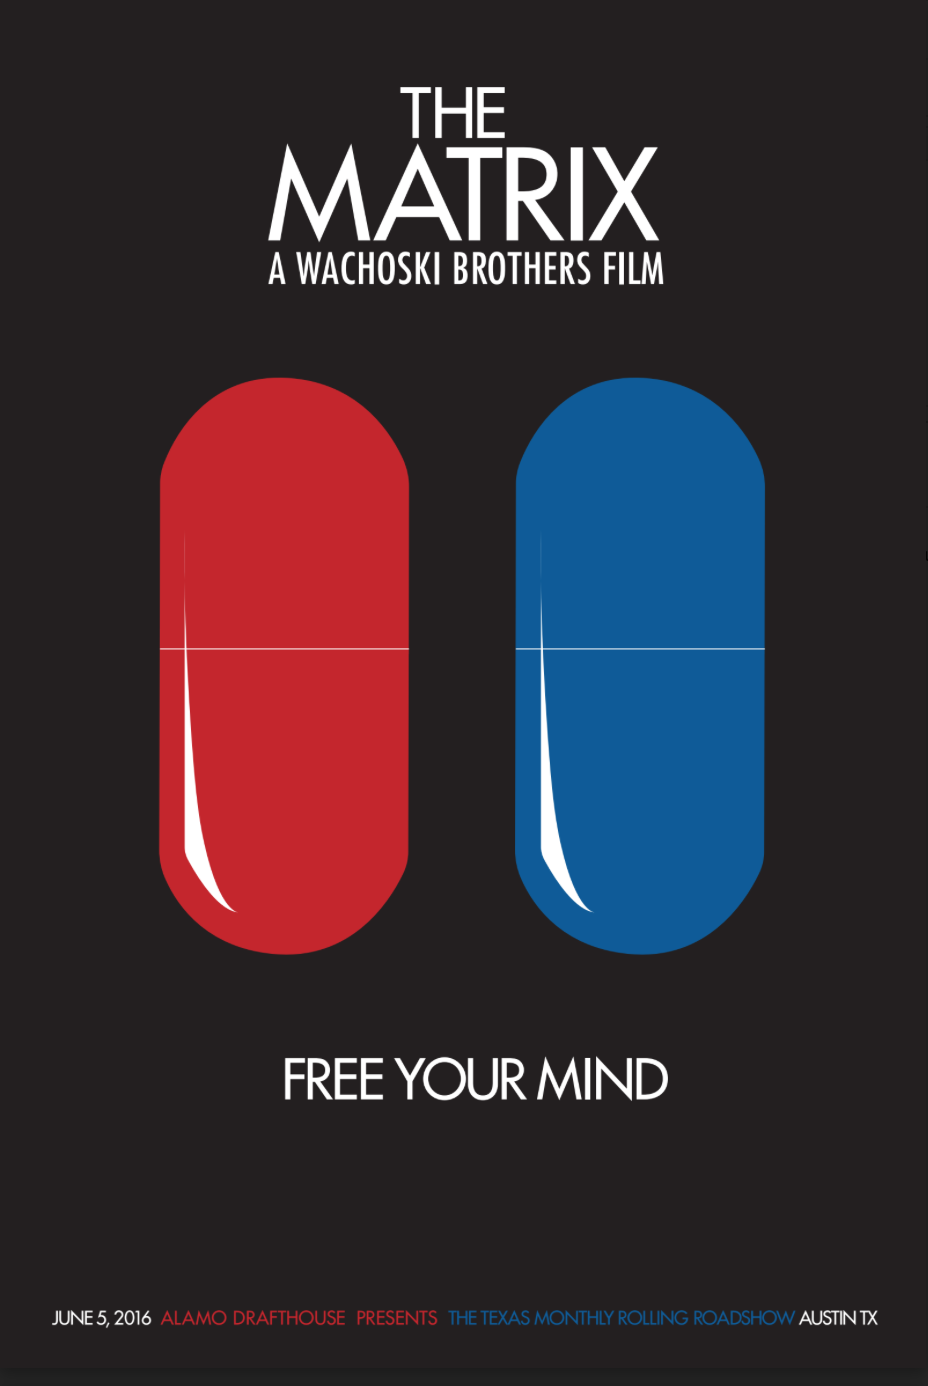 THE
MATRIX
A WACHOSKI BROTHERS FILM
FREE YOUR MIND
JUNE 5, 2016 ALAMO DRAFTHOUSE PRESENTS THE TEXAS MONTHLY ROLLING ROADSHOW AUSTIN TX